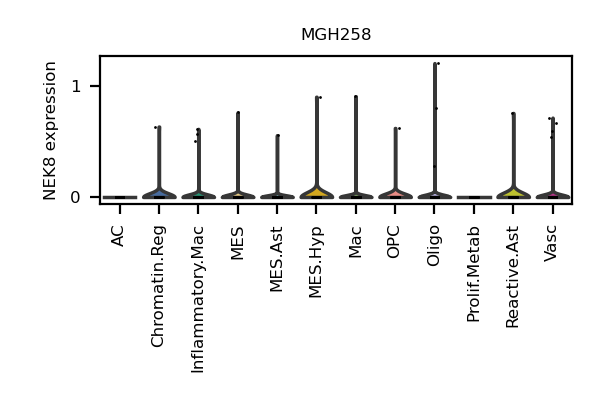 MGH258
NEK8 expression
1
0
AC
Chromatin.Reg
Inflammatory.Mac
MES
MES.Ast
MES.Hyp
Mac
OPC
Oligo
Prolif.Metab
Reactive.Ast
Vasc